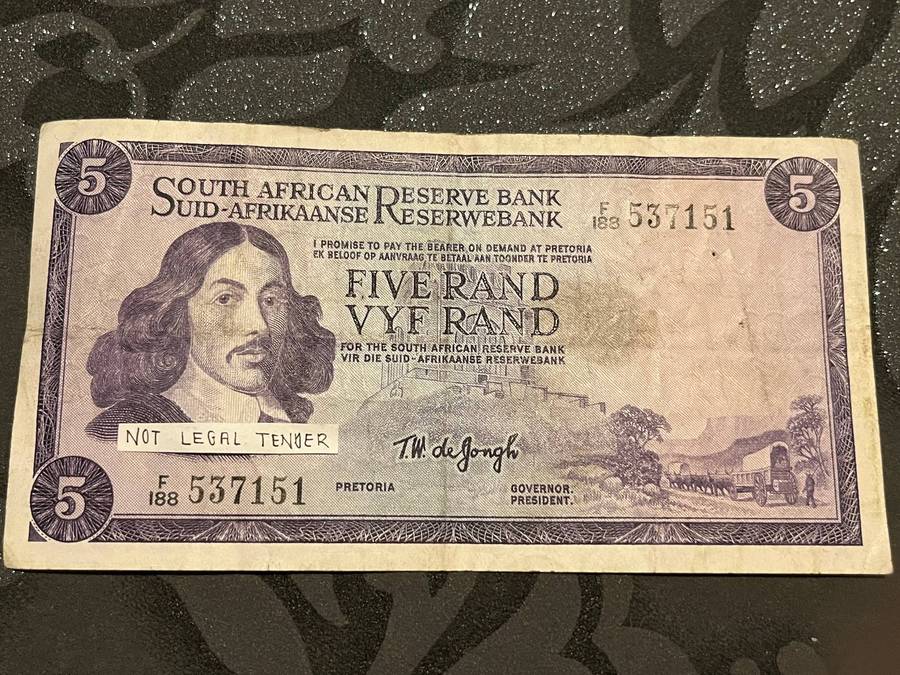 5
5
SOUTH AFRICAN RESERVE BANK
SUID-AFRIKAANSE RESERWEBANK
F
188 537151
I PROMISE TO PAY THE BEARER ON DEMAND AT PRETORIA
EK BELOOF OP AANVRAAG TE BETAAL AAN TOONDER TE PRETORIA
FIVE RAND
VYF RAND
FOR THE SOUTH AFRICAN RESERVE BANK
VIR DIE SUID-AFRIKAANSE RESERWEBANK
NOT LEGAL TENDER
T.W. de Jongh
F
188 537151
PRETORIA
GOVERNOR.
PRESIDENT.
5